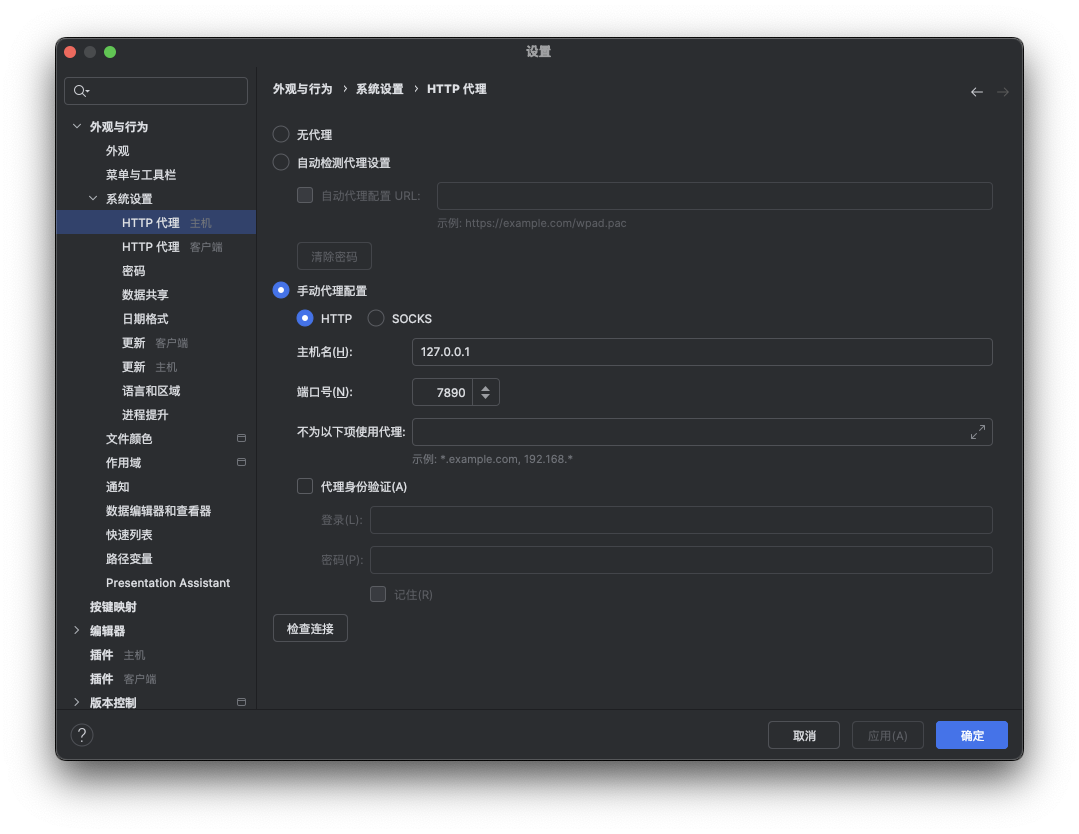 设置
外观与行为
外观
菜单与工具栏
系统设置
HTTP 代理 主机
HTTP 代理 客户端
密码
数据共享
日期格式
更新 客户端
更新 主机
语言和区域
进程提升
文件颜色
作用域
通知
数据编辑器和查看器
快速列表
路径变量
Presentation Assistant
按键映射
编辑器
插件 主机
插件 客户端
版本控制
外观与行为 › 系统设置 › HTTP 代理
无代理
自动检测代理设置
自动代理配置 URL:
示例: https://example.com/wpad.pac
清除密码
手动代理配置
HTTP SOCKS
主机名(H): 127.0.0.1
端口号(N): 7890
不为以下项使用代理:
示例: *.example.com, 192.168.*
代理身份验证(A)
登录(L):
密码(P):
记住(R)
检查连接
?
取消 应用(A) 确定